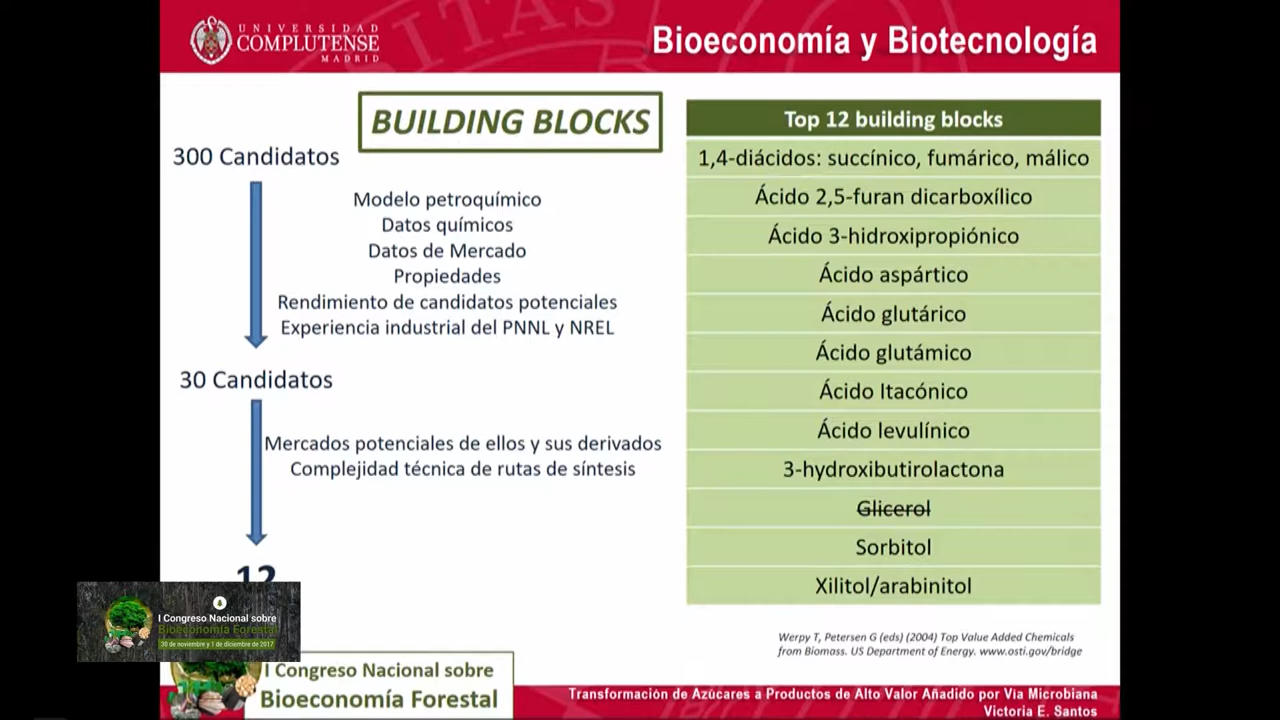 UNIVERSIDAD
COMPLUTENSE
MADRID
Bioeconomía y Biotecnología
BUILDING BLOCKS
300 Candidatos
Modelo petroquímico
Datos químicos
Datos de Mercado
Propiedades
Rendimiento de candidatos potenciales
Experiencia industrial del PNNL y NREL
30 Candidatos
Mercados potenciales de ellos y sus derivados
Complejidad técnica de rutas de síntesis
12
Top 12 building blocks
1,4-diácidos: succínico, fumárico, málico
Ácido 2,5-furan dicarboxílico
Ácido 3-hidroxipropiónico
Ácido aspártico
Ácido glutárico
Ácido glutámico
Ácido Itacónico
Ácido levulínico
3-hydroxibutirolactona
Glicerol
Sorbitol
Xilitol/arabinitol
Werpy T, Petersen G (eds) (2004) Top Value Added Chemicals
from Biomass. US Department of Energy. www.osti.gov/bridge
I Congreso Nacional sobre
Bioeconomía Forestal
30 de noviembre y 1 de diciembre de 2017
I Congreso Nacional sobre
Bioeconomía Forestal
Transformación de Azúcares a Productos de Alto Valor Añadido por Vía Microbiana
Victoria E. Santos